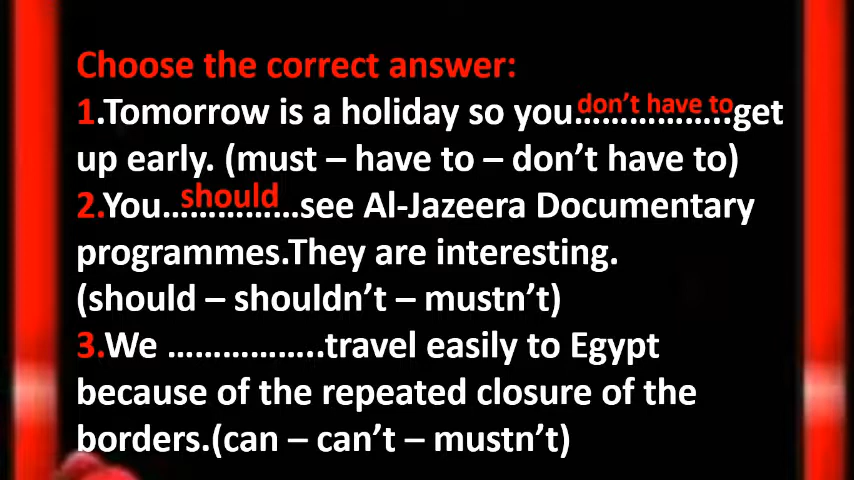 Choose the correct answer:
1.Tomorrow is a holiday so you don't have to……………..get
up early. (must – have to – don't have to)
2.You should……………see Al-Jazeera Documentary
programmes.They are interesting.
(should – shouldn't – mustn't)
3.We ……………..travel easily to Egypt
because of the repeated closure of the
borders.(can – can't – mustn't)